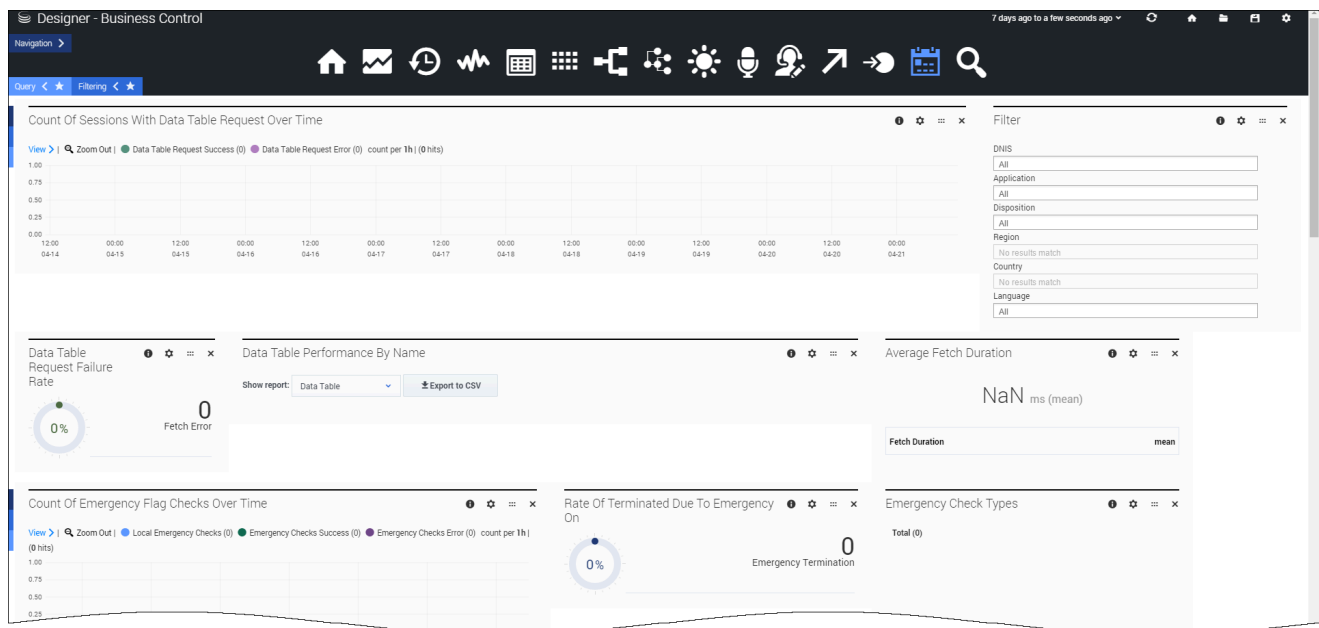 Designer - Business Control
7 days ago to a few seconds ago
Navigation
Query
Filtering
Count Of Sessions With Data Table Request Over Time
View | Zoom Out | Data Table Request Success (0) Data Table Request Error (0) count per 1h | (0 hits)
1.00
0.75
0.50
0.25
0.00
12:00 00:00 12:00 00:00 12:00 00:00 12:00 00:00 12:00 00:00 12:00 00:00 12:00 00:00
04-14 04-15 04-15 04-16 04-16 04-17 04-17 04-18 04-18 04-19 04-19 04-20 04-20 04-21
Filter
DNIS
All
Application
All
Disposition
All
Region
No results match
Country
No results match
Language
All
Data Table
Request Failure
Rate
0%
0
Fetch Error
Data Table Performance By Name
Show report: Data Table Export to CSV
Average Fetch Duration
NaN ms (mean)
Fetch Duration mean
Count Of Emergency Flag Checks Over Time
View | Zoom Out | Local Emergency Checks (0) Emergency Checks Success (0) Emergency Checks Error (0) count per 1h |
(0 hits)
1.00
0.75
0.50
0.25
Rate Of Terminated Due To Emergency
On
0%
0
Emergency Termination
Emergency Check Types
Total (0)